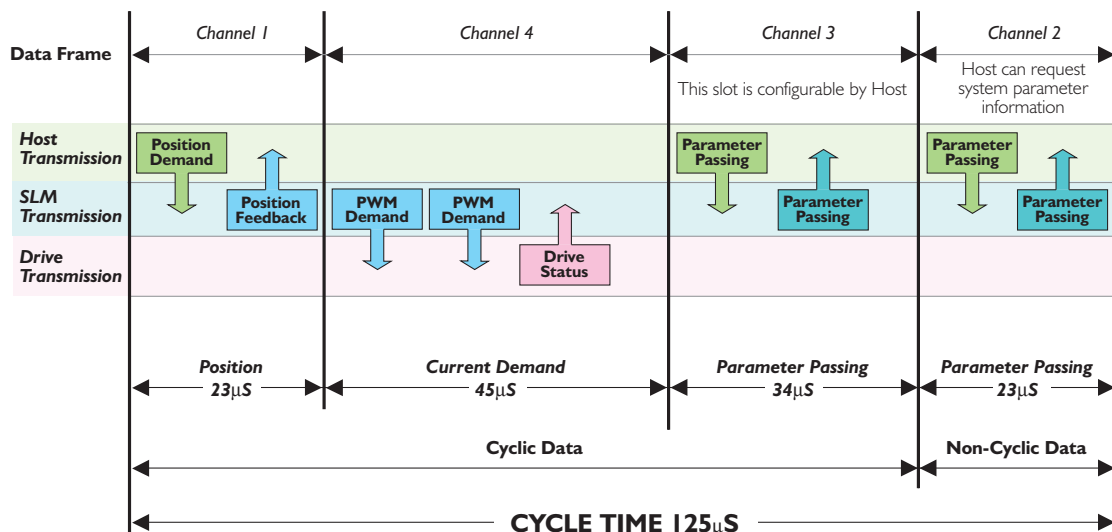 Channel 1
Channel 4
Channel 3
Channel 2
Data Frame
This slot is configurable by Host
Host can request
system parameter
information
Host
Transmission
Position
Demand
Parameter
Passing
Parameter
Passing
SLM
Transmission
Position
Feedback
PWM
Demand
PWM
Demand
Parameter
Passing
Parameter
Passing
Drive
Transmission
Drive
Status
Position
23µS
Current Demand
45µS
Parameter Passing
34µS
Parameter Passing
23µS
Cyclic Data
Non-Cyclic Data
CYCLE TIME 125µS